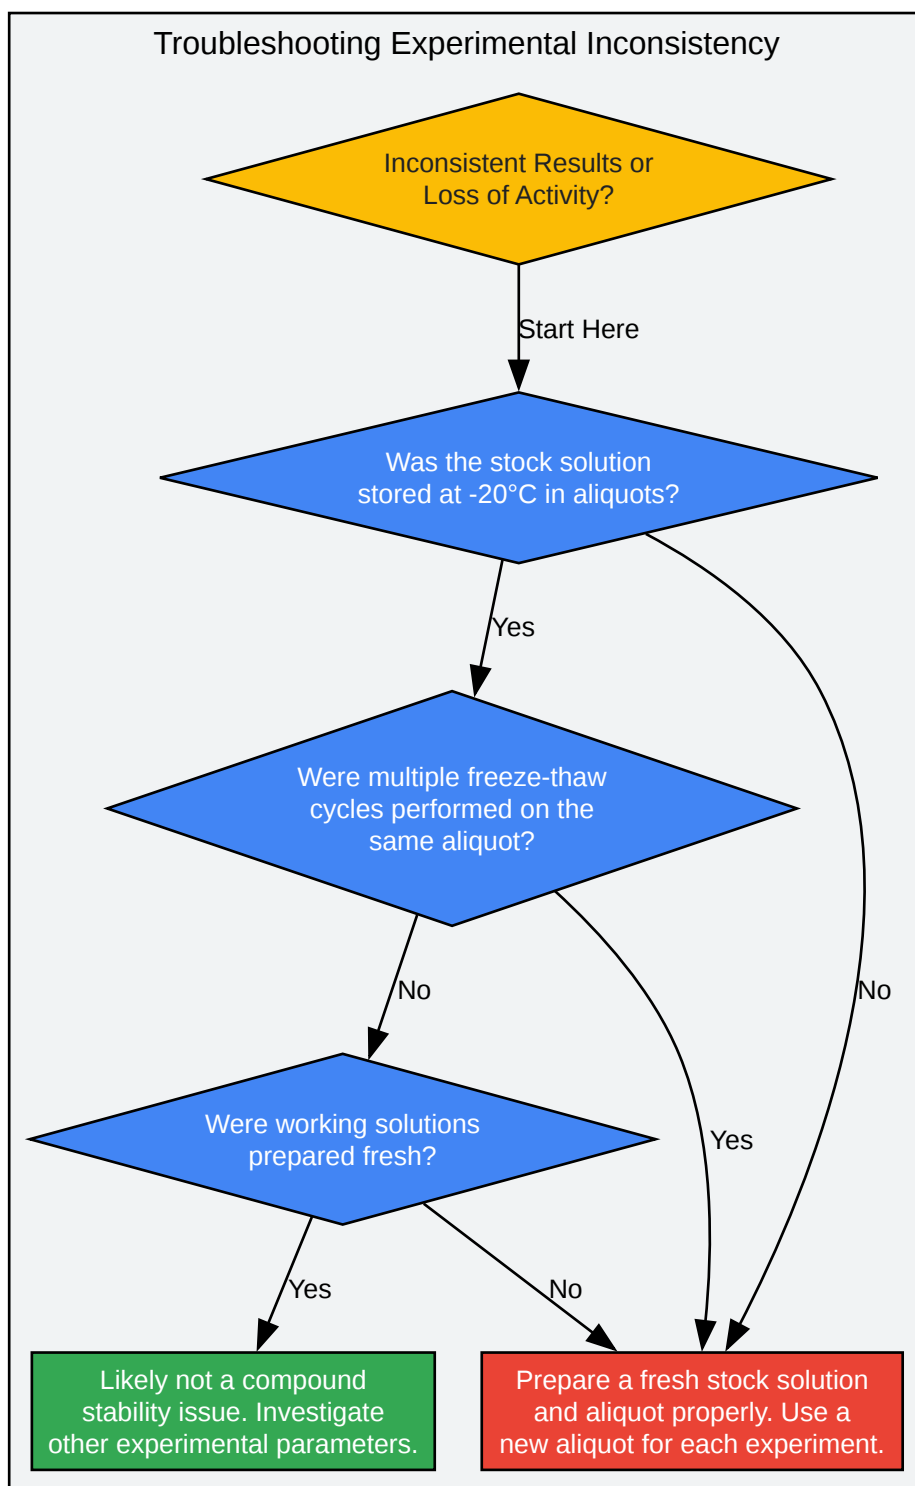 Troubleshooting Experimental Inconsistency
Inconsistent Results or
Loss of Activity?
Start Here
Was the stock solution
stored at -20°C in aliquots?
Yes
Were multiple freeze-thaw
cycles performed on the
same aliquot?
No
No
Were working solutions
prepared fresh?
Yes
Yes
No
Likely not a compound
stability issue. Investigate
other experimental parameters.
Prepare a fresh stock solution
and aliquot properly. Use a
new aliquot for each experiment.